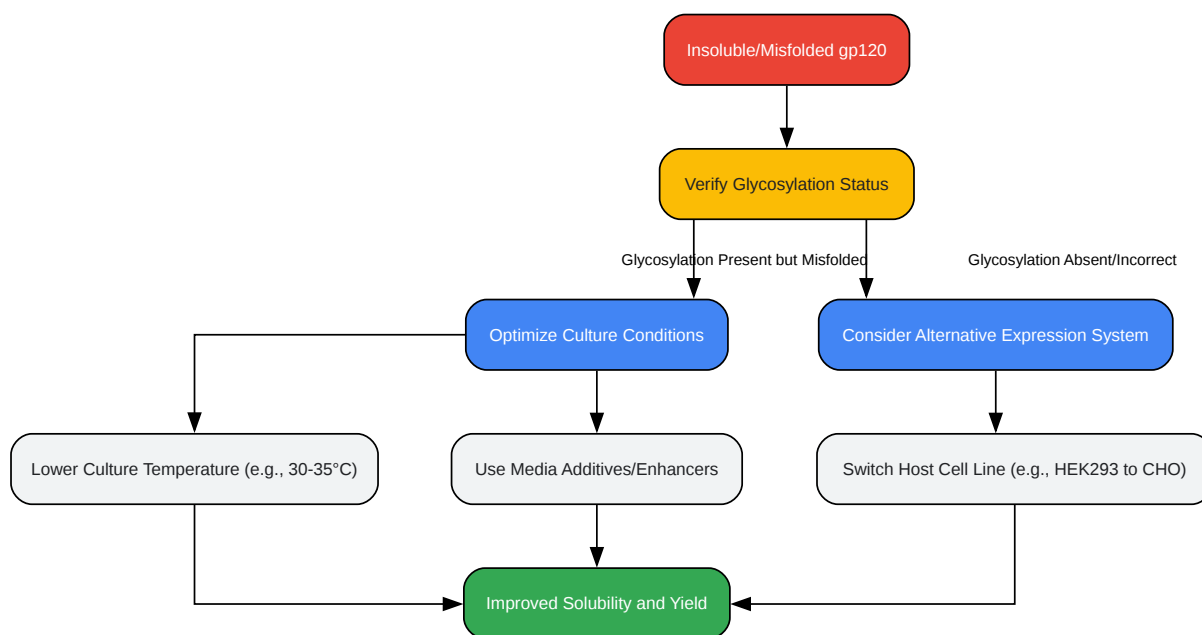 Insoluble/Misfolded gp120
Verify Glycosylation Status
Glycosylation Present but Misfolded
Glycosylation Absent/Incorrect
Optimize Culture Conditions
Consider Alternative Expression System
Lower Culture Temperature (e.g., 30-35°C)
Use Media Additives/Enhancers
Switch Host Cell Line (e.g., HEK293 to CHO)
Improved Solubility and Yield